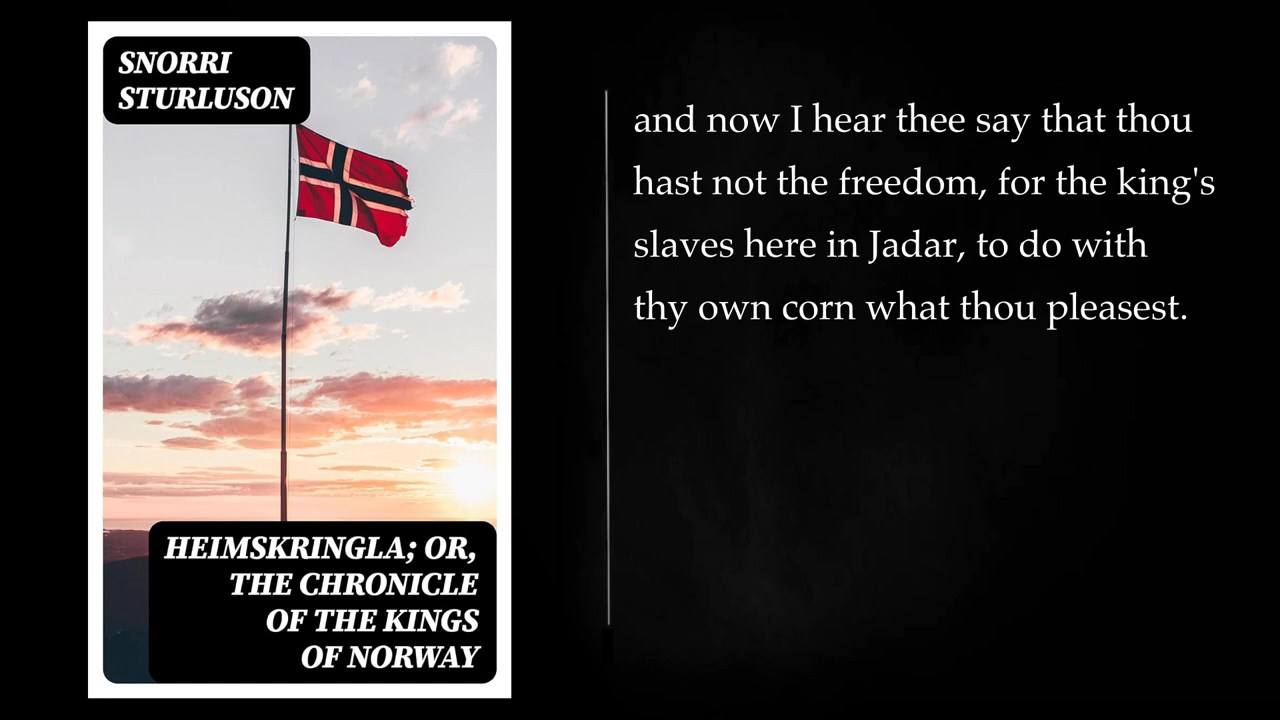 SNORRI
STURLUSON
HEIMSKRINGLA; OR,
THE CHRONICLE
OF THE KINGS
OF NORWAY
and now I hear thee say that thou
hast not the freedom, for the king's
slaves here in Jadar, to do with
thy own corn what thou pleasest.